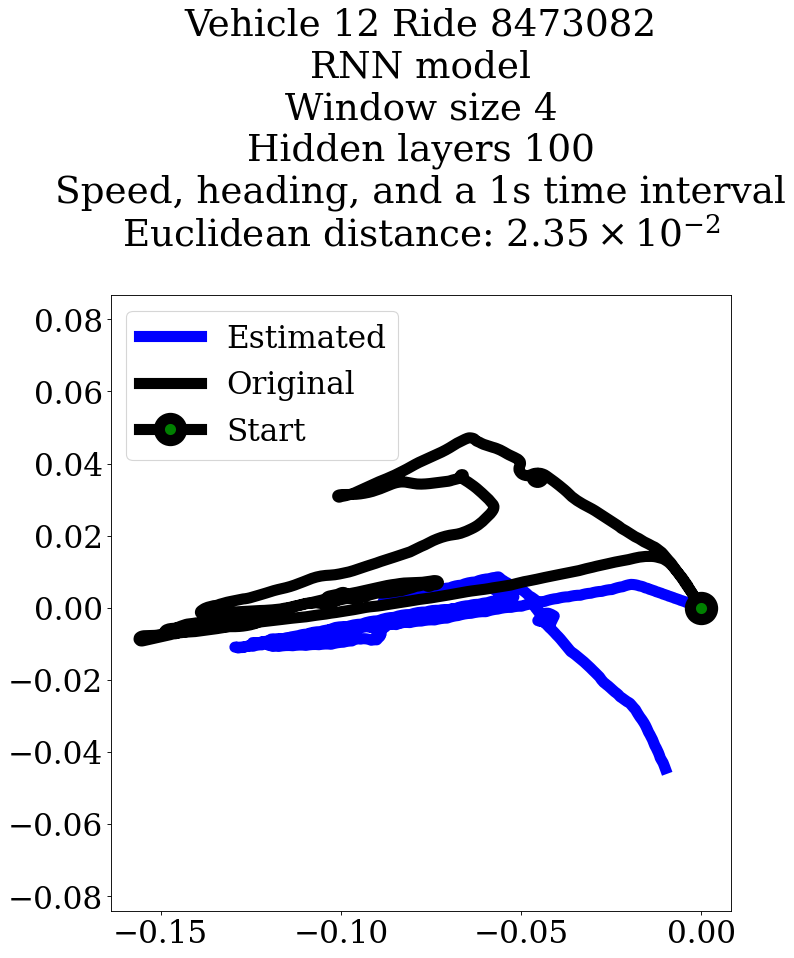 Vehicle 12 Ride 8473082
RNN model
Window size 4
Hidden layers 100
Speed, heading, and a 1s time interval
Euclidean distance: 2.35 × 10⁻²
Estimated
Original
Start
0.08
0.06
0.04
0.02
0.00
−0.02
−0.04
−0.06
−0.08
−0.15 −0.10 −0.05 0.00